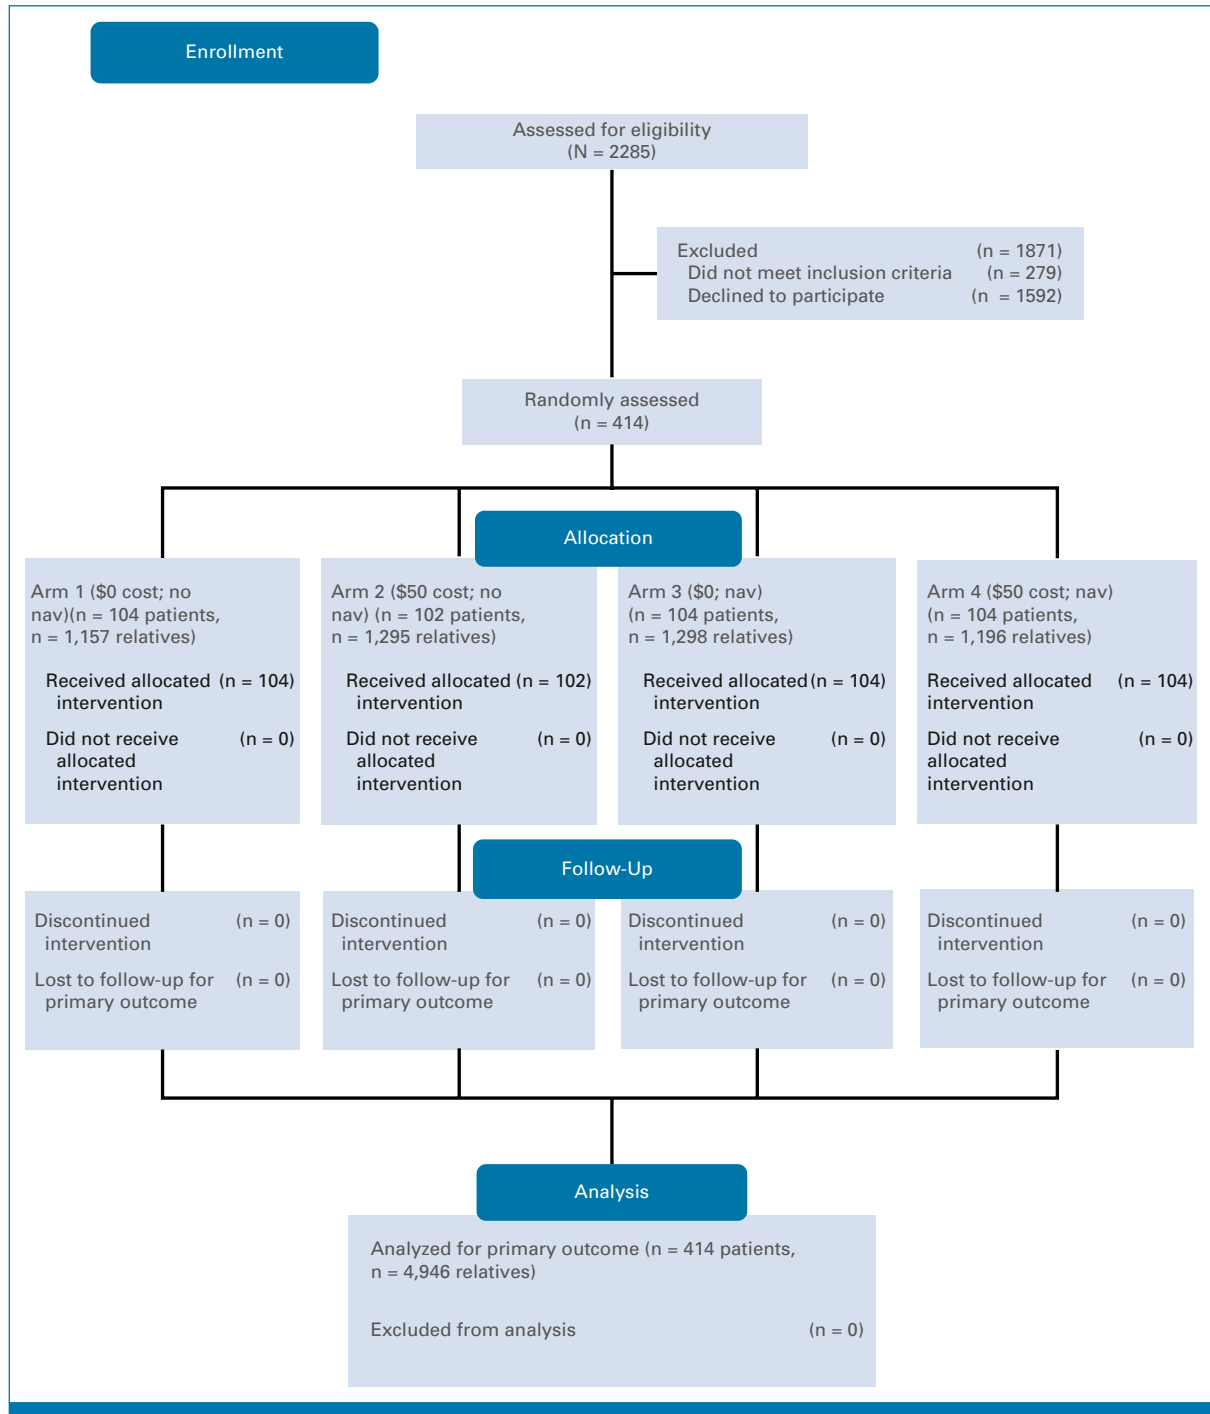 Enrollment
Assessed for eligibility
(N = 2285)
Excluded (n = 1871)
Did not meet inclusion criteria (n = 279)
Declined to participate (n = 1592)
Randomly assessed
(n = 414)
Allocation
Arm 1 ($0 cost; no
nav)(n = 104 patients,
n = 1,157 relatives)
Received allocated (n = 104)
intervention
Did not receive (n = 0)
allocated
intervention
Arm 2 ($50 cost; no
nav) (n = 102 patients,
n = 1,295 relatives)
Received allocated (n = 102)
intervention
Did not receive (n = 0)
allocated
intervention
Arm 3 ($0; nav)
(n = 104 patients,
n = 1,298 relatives)
Received allocated (n = 104)
intervention
Did not receive (n = 0)
allocated
intervention
Arm 4 ($50 cost; nav)
(n = 104 patients,
n = 1,196 relatives)
Received allocated (n = 104)
intervention
Did not receive (n = 0)
allocated
intervention
Follow-Up
Discontinued (n = 0)
intervention
Lost to follow-up for (n = 0)
primary outcome
Discontinued (n = 0)
intervention
Lost to follow-up for (n = 0)
primary outcome
Discontinued (n = 0)
intervention
Lost to follow-up for (n = 0)
primary outcome
Discontinued (n = 0)
intervention
Lost to follow-up for (n = 0)
primary outcome
Analysis
Analyzed for primary outcome (n = 414 patients,
n = 4,946 relatives)
Excluded from analysis (n = 0)